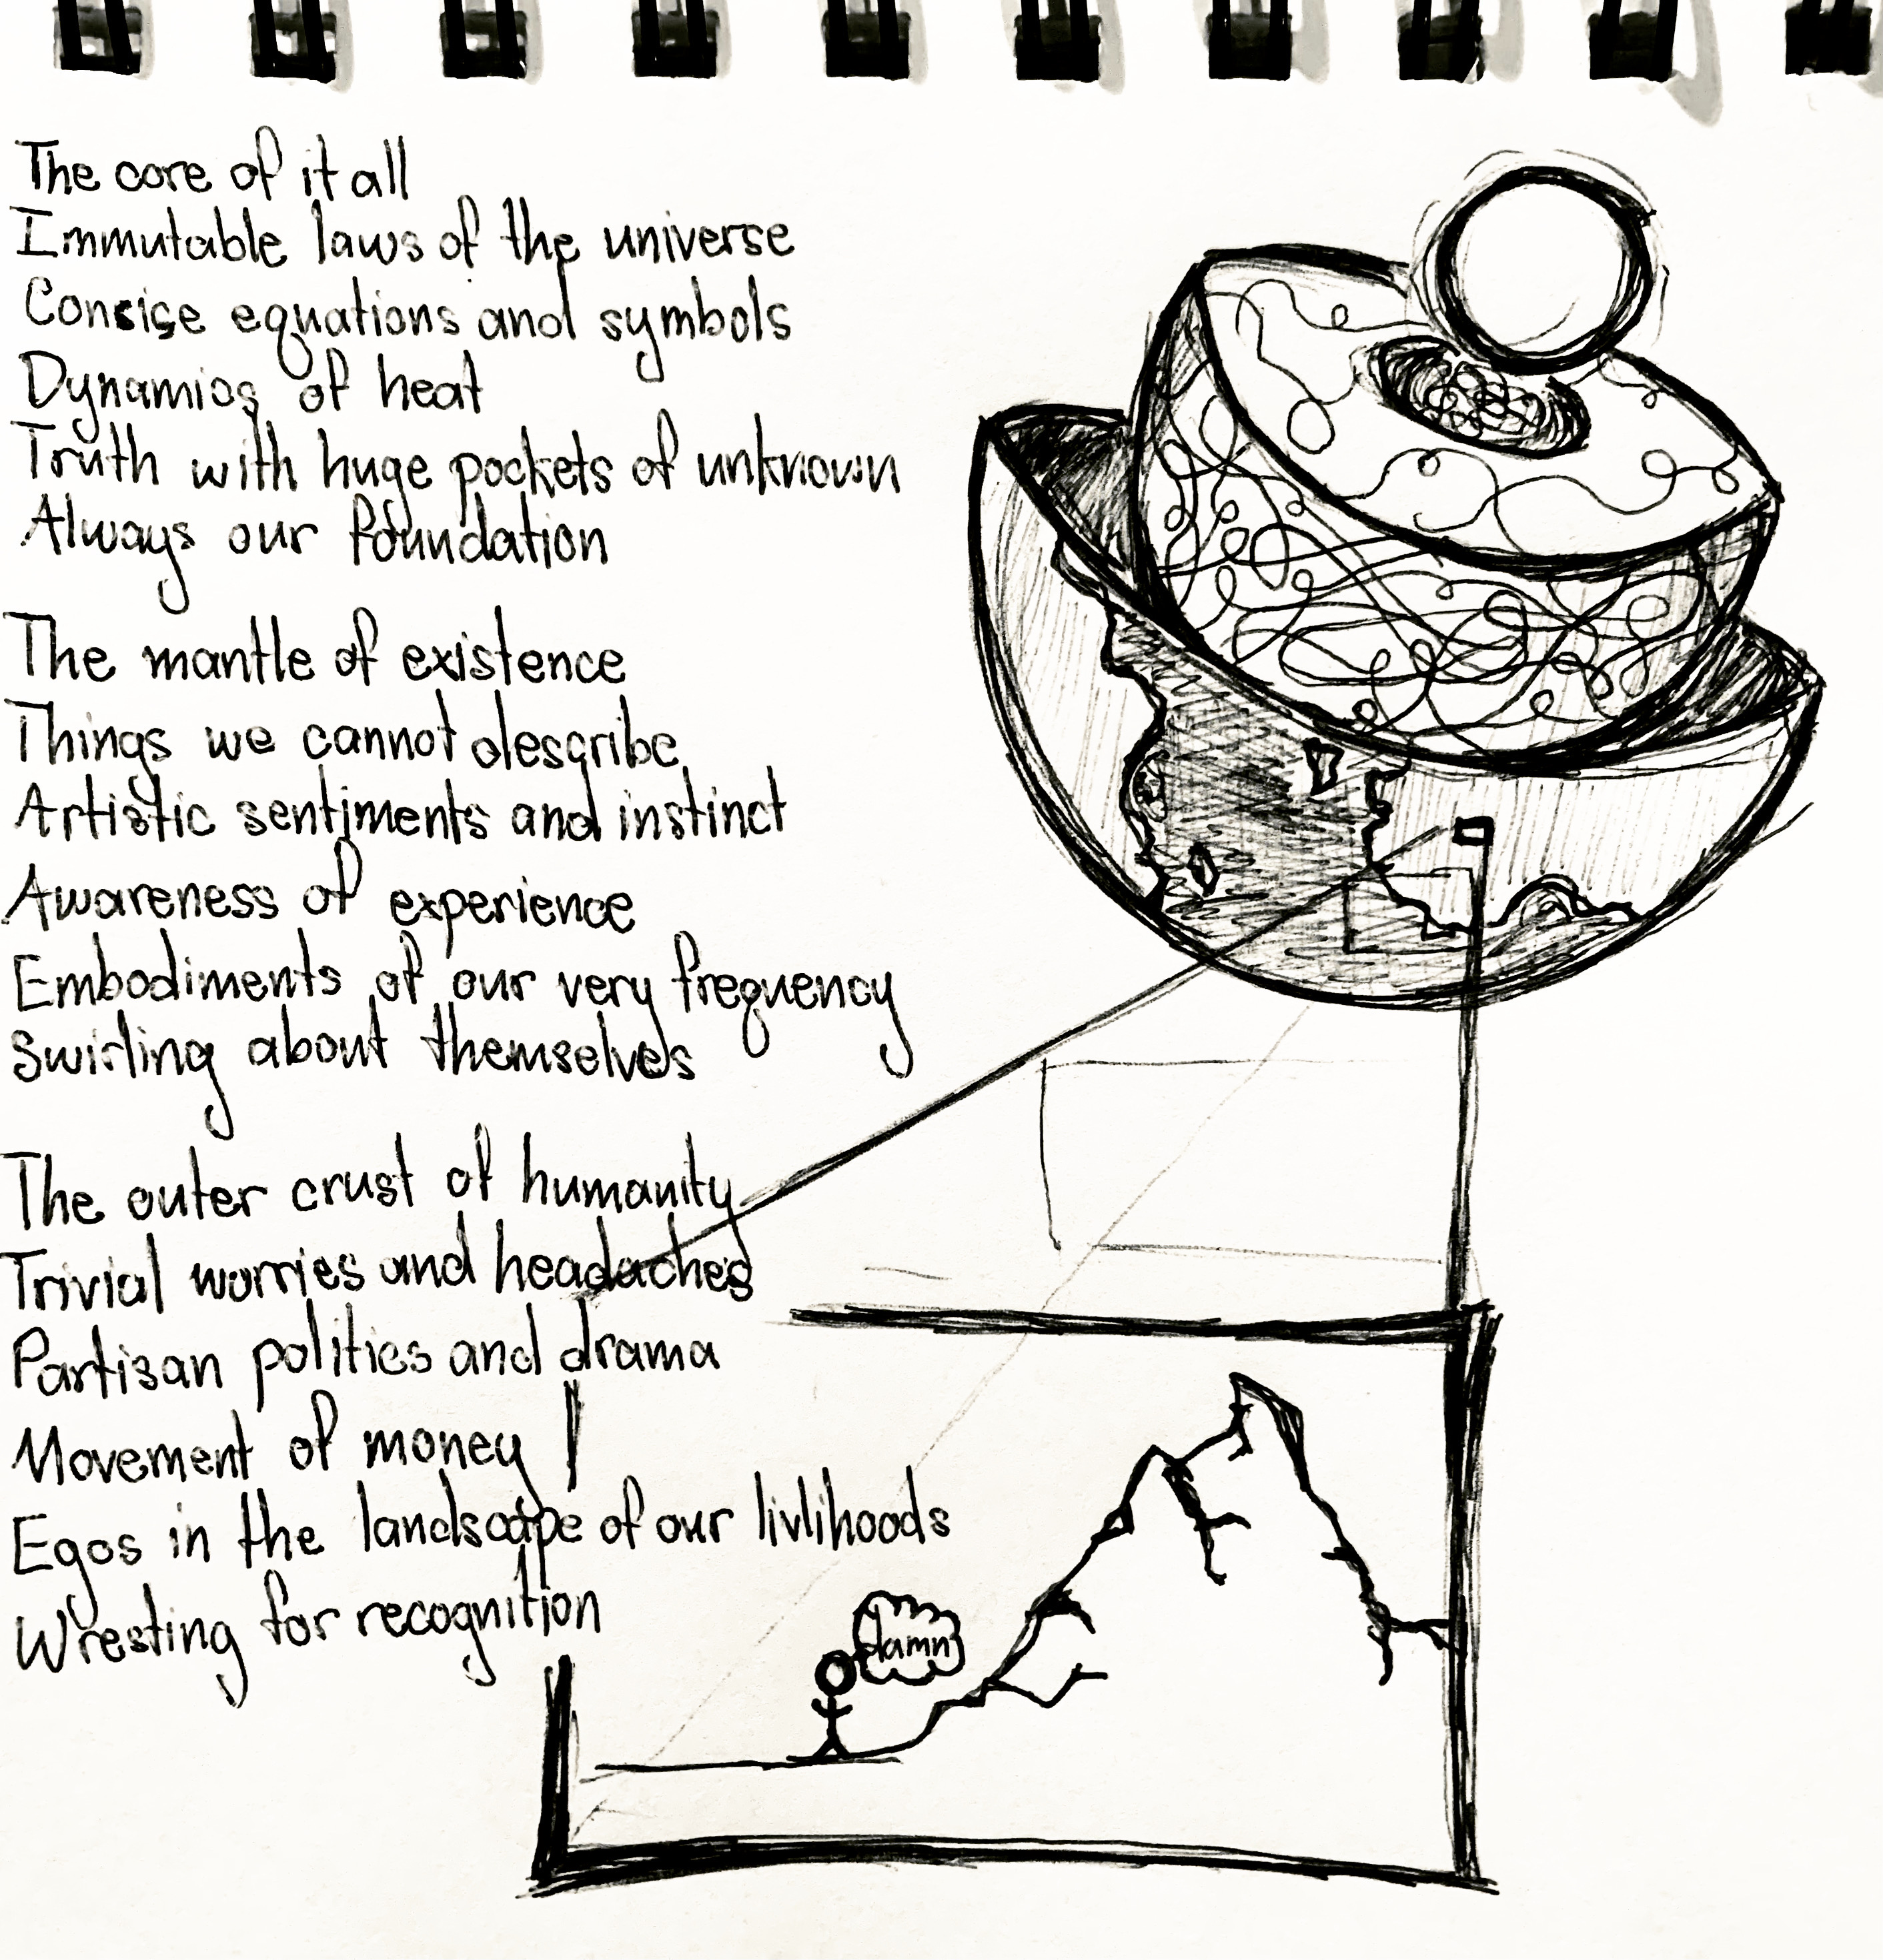 The core of it all
Immutable laws of the universe
Concise equations and symbols
Dynamics of heat
Truth with huge pockets of unknown
Always our foundation
The mantle of existence
Things we cannot describe
Artistic sentiments and instinct
Awareness of experience
Embodiments of our very frequency
Swirling about themselves
The outer crust of humanity
Trivial worries and headaches
Partisan politics and drama
Movement of money
Egos in the landscape of our livlihoods
Wresting for recognition
damn